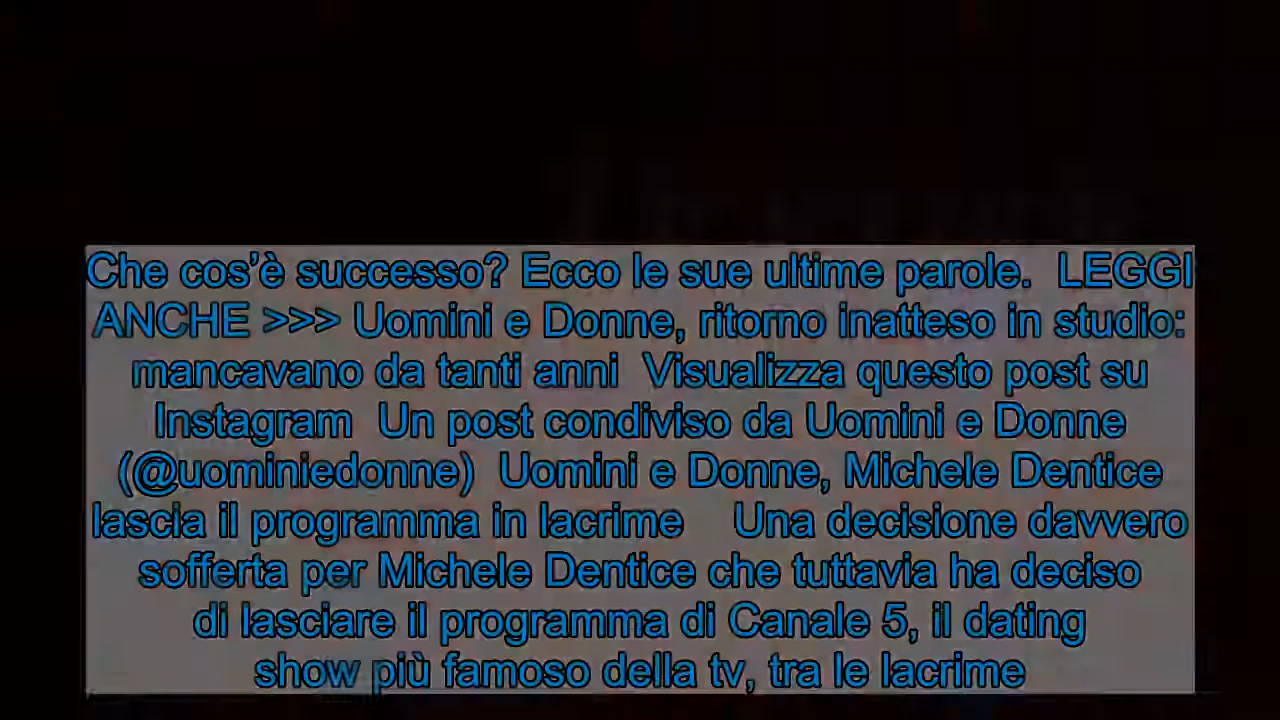 Che cos’è successo? Ecco le sue ultime parole.  LEGGI
ANCHE >>> Uomini e Donne, ritorno inatteso in studio:
mancavano da tanti anni  Visualizza questo post su
Instagram  Un post condiviso da Uomini e Donne
(@uominiedonne)  Uomini e Donne, Michele Dentice
lascia il programma in lacrime    Una decisione davvero
sofferta per Michele Dentice che tuttavia ha deciso
di lasciare il programma di Canale 5, il dating
show più famoso della tv, tra le lacrime